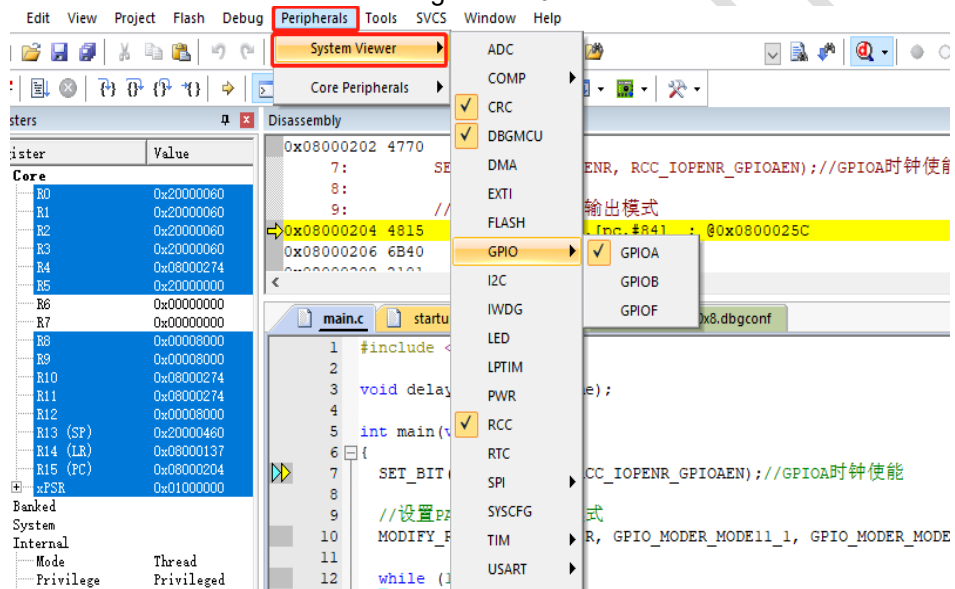 Edit View Project Flash Debug Peripherals Tools SVCS Window Help
System Viewer
Core Peripherals
ADC
COMP
CRC
DBGMCU
DMA
EXTI
FLASH
GPIO
I2C
IWDG
LED
LPTIM
PWR
RCC
RTC
SPI
SYSCFG
TIM
USART
GPIOA
GPIOB
GPIOF
sters
ister Value
Core
R0 0x20000060
R1 0x20000060
R2 0x20000060
R3 0x20000060
R4 0x08000274
R5 0x20000000
R6 0x00000000
R7 0x00000000
R8 0x00008000
R9 0x00008000
R10 0x08000274
R11 0x08000274
R12 0x00008000
R13 (SP) 0x20000460
R14 (LR) 0x08000137
R15 (PC) 0x08000204
xPSR 0x01000000
Banked
System
Internal
Mode Thread
Privilege Privileged
Disassembly
0x08000202 4770
7: SE ENR, RCC_IOPENR_GPIOAEN);//GPIOA时钟使能
8:
9: // 输出模式
0x08000204 4815 ,[pc,#84] ; @0x0800025C
0x08000206 6B40
main.c startu 0x8.dbgconf
1 #include <
2
3 void delay e);
4
5 int main(v
6 {
7 SET_BIT( CC_IOPENR_GPIOAEN);//GPIOA时钟使能
8
9 //设置PA 式
10 MODIFY_R R, GPIO_MODER_MODE11_1, GPIO_MODER_MODE
11
12 while (1